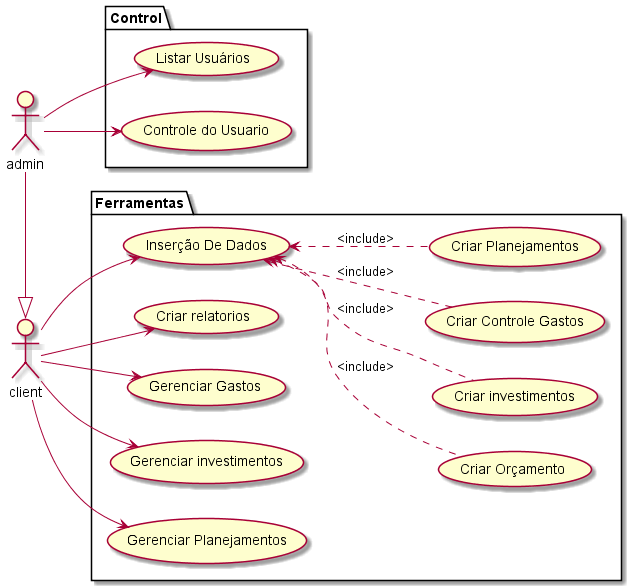 Control
Listar Usuários
Controle do Usuario
admin
Ferramentas
Inserção De Dados
<include>
Criar Planejamentos
<include>
Criar relatorios
<include>
Criar Controle Gastos
client
Gerenciar Gastos
<include>
Criar investimentos
Gerenciar investimentos
Criar Orçamento
Gerenciar Planejamentos